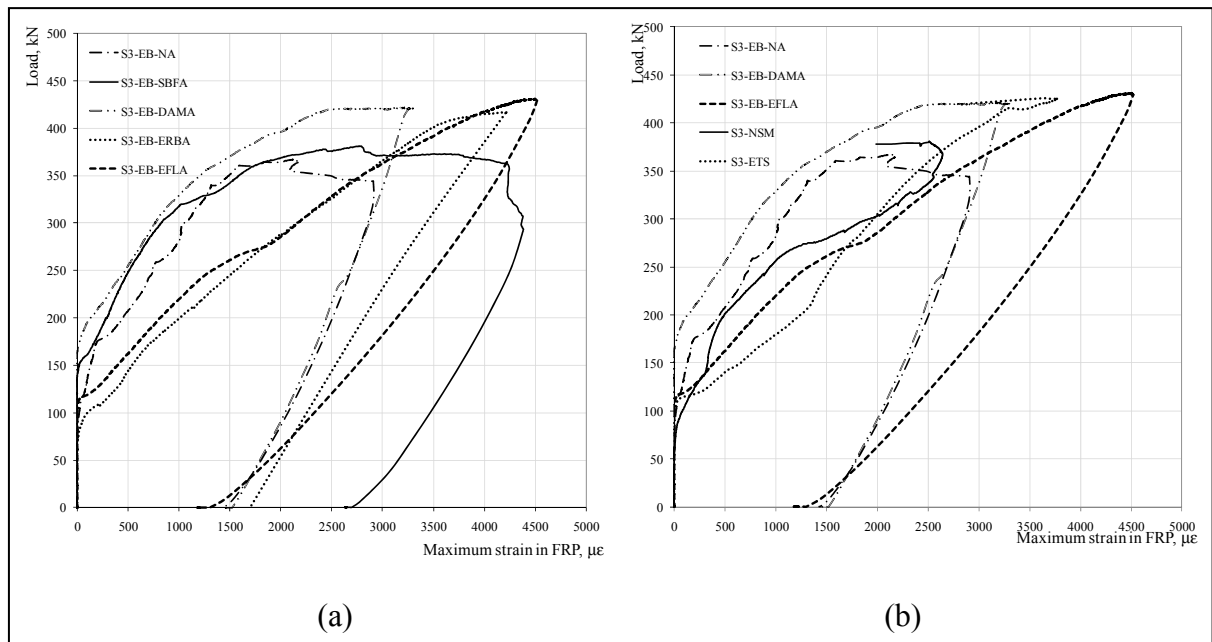 Load, kN
500
450
400
350
300
250
200
150
100
50
0
S3-EB-NA
S3-EB-SBFA
S3-EB-DAMA
S3-EB-ERBA
S3-EB-EFLA
0 500 1000 1500 2000 2500 3000 3500 4000 4500 5000
Maximum strain in FRP, με
(a)
Load, kN
500
450
400
350
300
250
200
150
100
50
0
S3-EB-NA
S3-EB-DAMA
S3-EB-EFLA
S3-NSM
S3-ETS
0 500 1000 1500 2000 2500 3000 3500 4000 4500 5000
Maximum strain in FRP, με
(b)